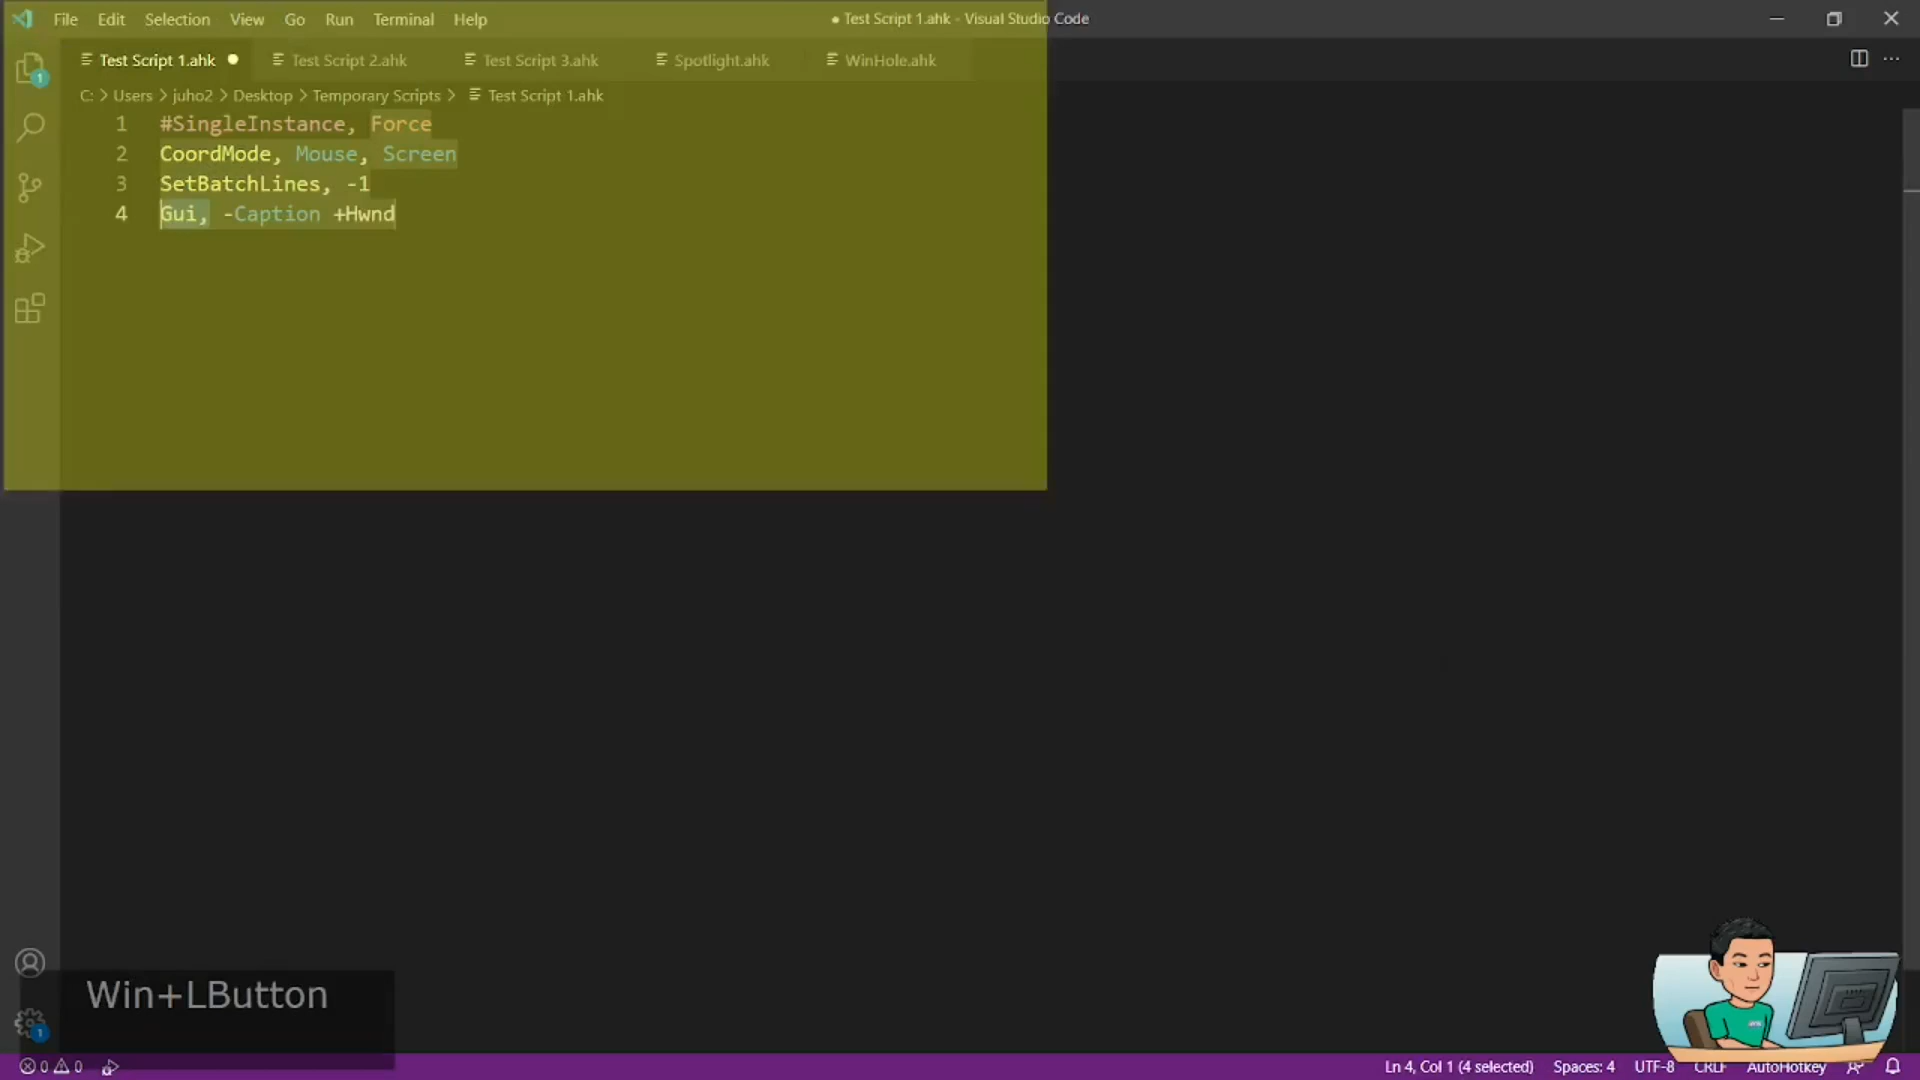 File Edit Selection View Go Run Terminal Help
● Test Script 1.ahk - Visual Studio Code
Test Script 1.ahk ● Test Script 2.ahk Test Script 3.ahk Spotlight.ahk WinHole.ahk
C: > Users > juho2 > Desktop > Temporary Scripts > Test Script 1.ahk
1 #SingleInstance, Force
2 CoordMode, Mouse, Screen
3 SetBatchLines, -1
4 Gui, -Caption +Hwnd
1
Win+LButton
1
0 0 Ln 4, Col 1 (4 selected) Spaces: 4 UTF-8 CRLF AutoHotkey